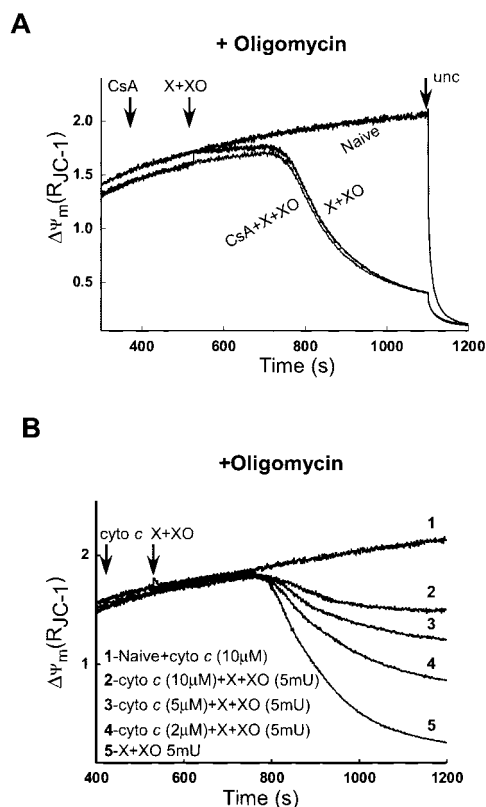 A
+ Oligomycin
CsA X+XO unc
2.0
1.5
1.0
0.5
ΔΨm(RJC-1)
Naive
CsA+X+XO
X+XO
400 600 800 1000 1200
Time (s)
B
+Oligomycin
cyto c X+XO
2
1
ΔΨm(RJC-1)
1
2
3
4
5
1-Naive+cyto c (10µM)
2-cyto c (10µM)+X+XO (5mU)
3-cyto c (5µM)+X+XO (5mU)
4-cyto c (2µM)+X+XO (5mU)
5-X+XO 5mU
400 600 800 1000 1200
Time (s)